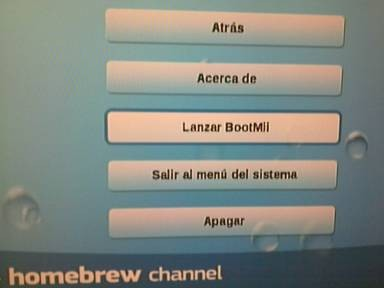 Atrás
Acerca de
Lanzar BootMii
Salir al menú del sistema
Apagar
homebrew channel